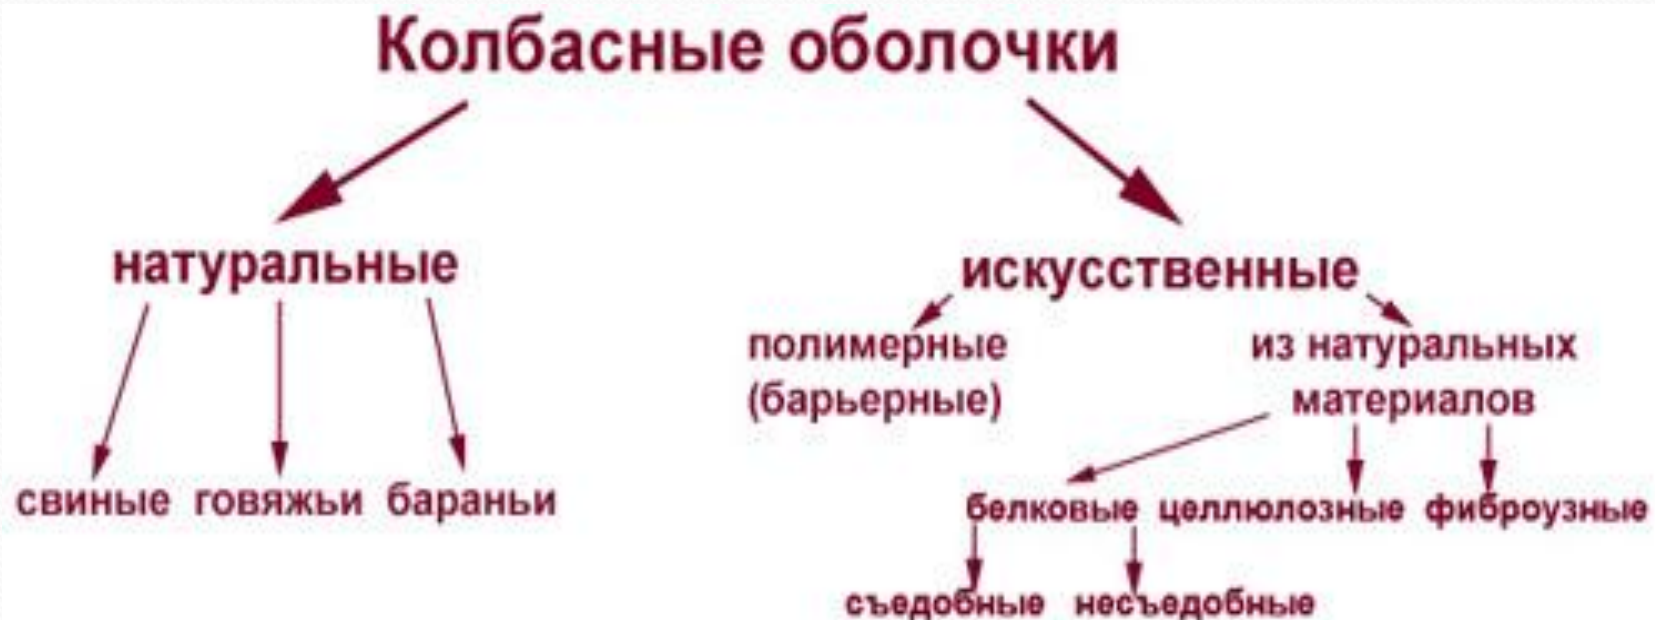 Колбасные оболочки
натуральные
искусственные
полимерные
(барьерные)
из натуральных
материалов
свиные говяжьи бараньи
белковые целлюлозные фиброузные
съедобные несъедобные